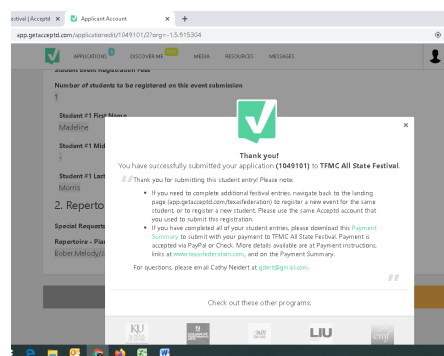 estival | Acceptd
Applicant Account
app.getacceptd.com/applicationedit/1049101/2?org=-1.5.915304
APPLICATIONS
DISCOVER ME
MEDIA
RESOURCES
MESSAGES
Student Event Registration Fees
Number of students to be registered on this event submission
1
Student #1 First Name
Madeline
Student #1 Mid
-
Student #1 Last
Morris
2. Reperto
Special Requests
Repertoire - Pian
Bober,Melody/J
Thank you!
You have successfully submitted your application (1049101) to TFMC All State Festival.
Thank you for submitting this student entry! Please note:
• If you need to complete additional festival entries, navigate back to the landing
page (app.getacceptd.com/texasfederation) to register a new event for the same
student, or to register a new student. Please use the same Acceptd account that
you used to submit this registration.
• If you have completed all of your student entries, please download this Payment
Summary to submit with your payment to TFMC All State Festival. Payment is
accepted via PayPal or Check. More details available are at Payment instructions,
links at www.texasfederation.com, and on the Payment Summary.
For questions, please email Cathy Neidert at gderb@gmail.com.
Check out these other programs:
KU
LIU